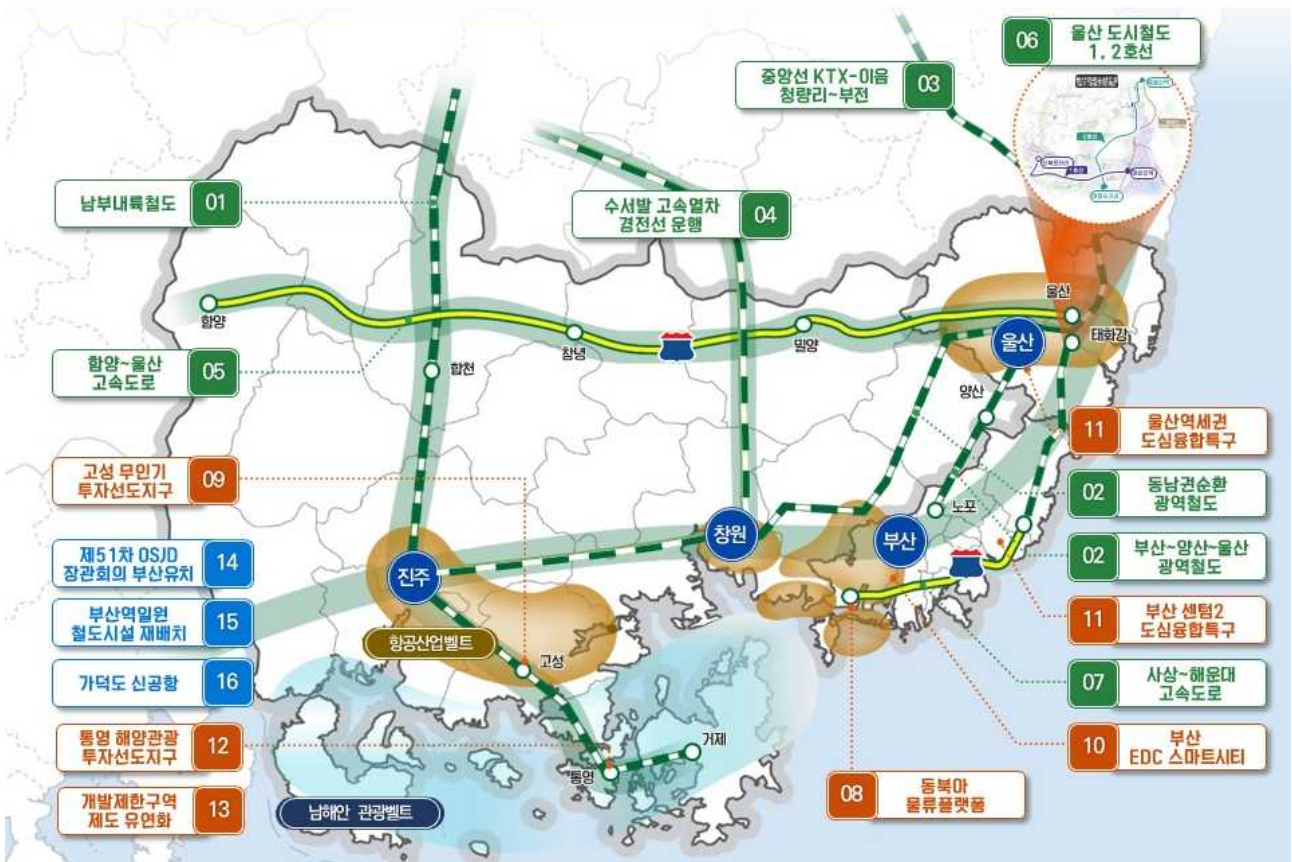 06
울산 도시철도
1, 2호선
중앙선 KTX-이음
청량리~부전
03
남부내륙철도
01
수서발 고속열차
경전선 운행
04
함양
창녕
밀양
울산
울산
태화강
함양~울산
고속도로
05
합천
양산
11
울산역세권
도심융합특구
고성 무인기
투자선도지구
09
02
동남권순환
광역철도
노포
창원
부산
제51차 OSJD
장관회의 부산유치
14
진주
02
부산~양산~울산
광역철도
부산역일원
철도시설 재배치
15
항공산업벨트
11
부산 센텀2
도심융합특구
고성
가덕도 신공항
16
07
사상~해운대
고속도로
통영 해양관광
투자선도지구
12
거제
통영
10
부산
EDC 스마트시티
개발제한구역
제도 유연화
13
남해안 관광벨트
08
동북아
물류플랫폼